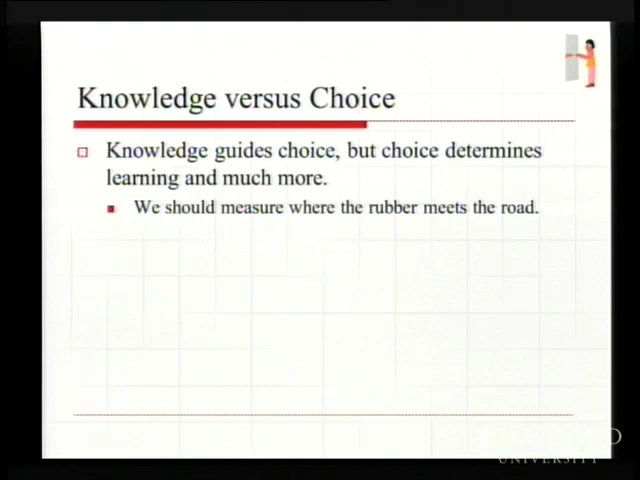 Knowledge versus Choice
Knowledge guides choice, but choice determines
learning and much more.
We should measure where the rubber meets the road.
UNIVERSITY